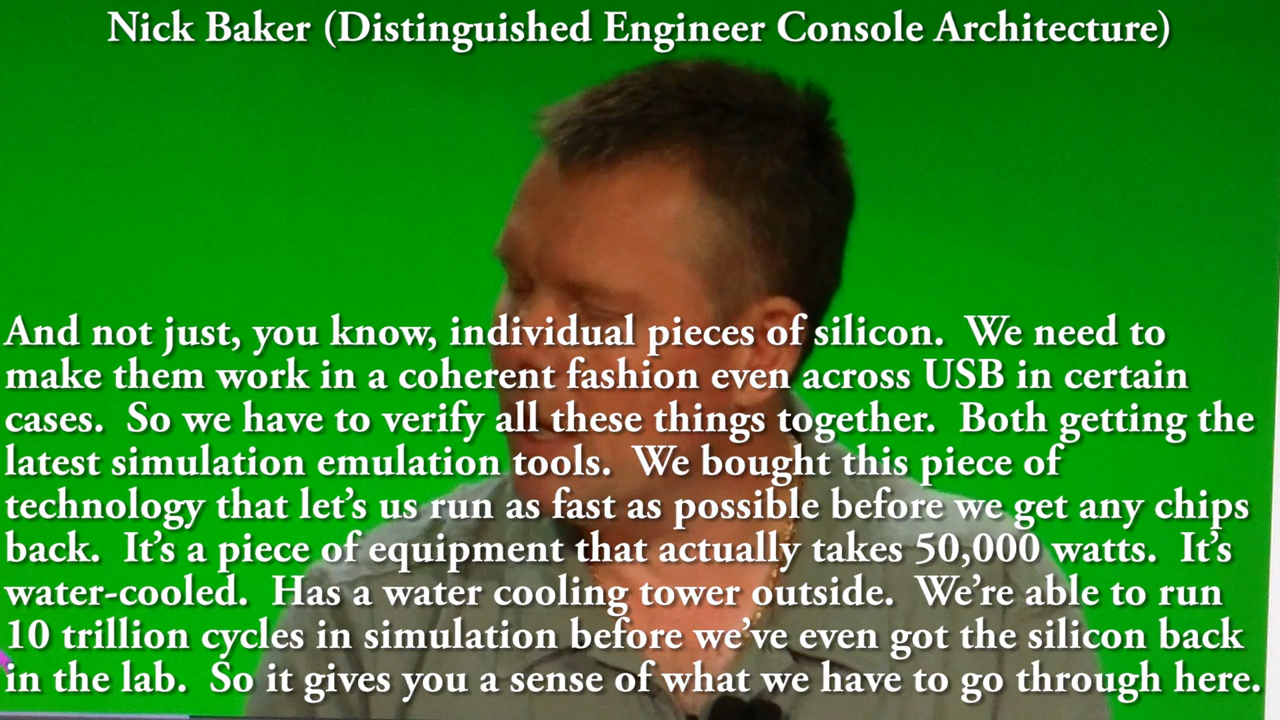 Nick Baker (Distinguished Engineer Console Architecture)
And not just, you know, individual pieces of silicon.  We need to
make them work in a coherent fashion even across USB in certain
cases.  So we have to verify all these things together.  Both getting the
latest simulation emulation tools.  We bought this piece of
technology that let's us run as fast as possible before we get any chips
back.  It's a piece of equipment that actually takes 50,000 watts.  It's
water-cooled.  Has a water cooling tower outside.  We're able to run
10 trillion cycles in simulation before we've even got the silicon back
in the lab.  So it gives you a sense of what we have to go through here.